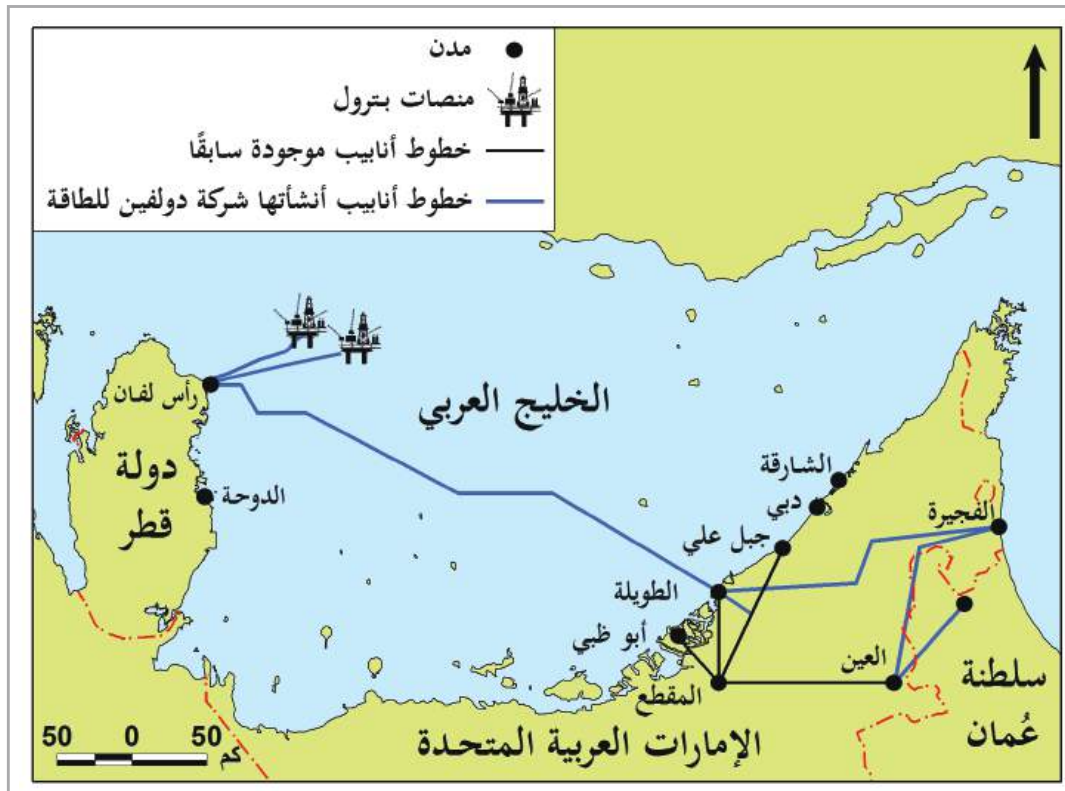 مدن
منصات بترول
خطوط أنابيب موجودة سابقًا
خطوط أنابيب أنشأتها شركة دولفين للطاقة
رأس لفان
الخليج العربي
دولة
قطر
الدوحة
الشارقة
دبي
الفجيرة
جبل علي
الطويلة
أبو ظبي
العين
المقطع
سلطنة
عُمان
الإمارات العربية المتحدة
50 0 50
كم